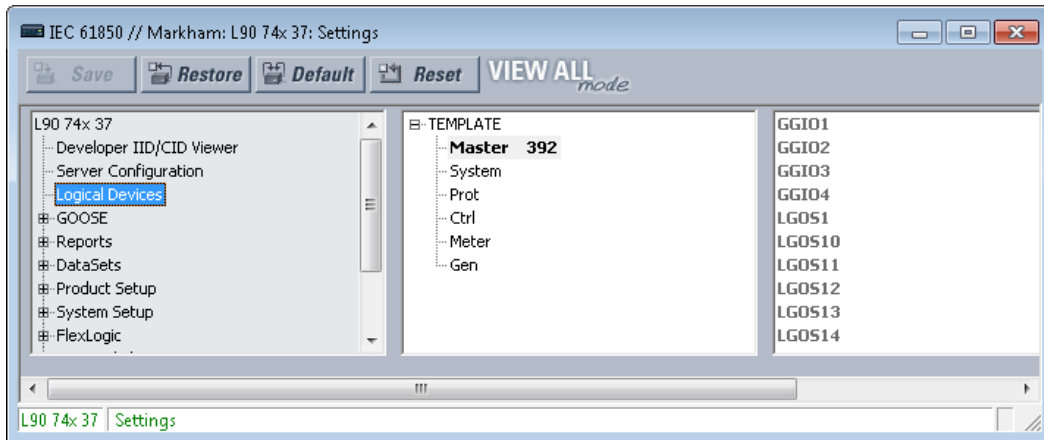 IEC 61850 // Markham: L90 74x 37: Settings
Save Restore Default Reset VIEW ALL mode
L90 74x 37
Developer IID/CID Viewer
Server Configuration
Logical Devices
GOOSE
Reports
DataSets
Product Setup
System Setup
FlexLogic
TEMPLATE
Master 392
System
Prot
Ctrl
Meter
Gen
GGIO1
GGIO2
GGIO3
GGIO4
LGOS1
LGOS10
LGOS11
LGOS12
LGOS13
LGOS14
L90 74x 37 Settings